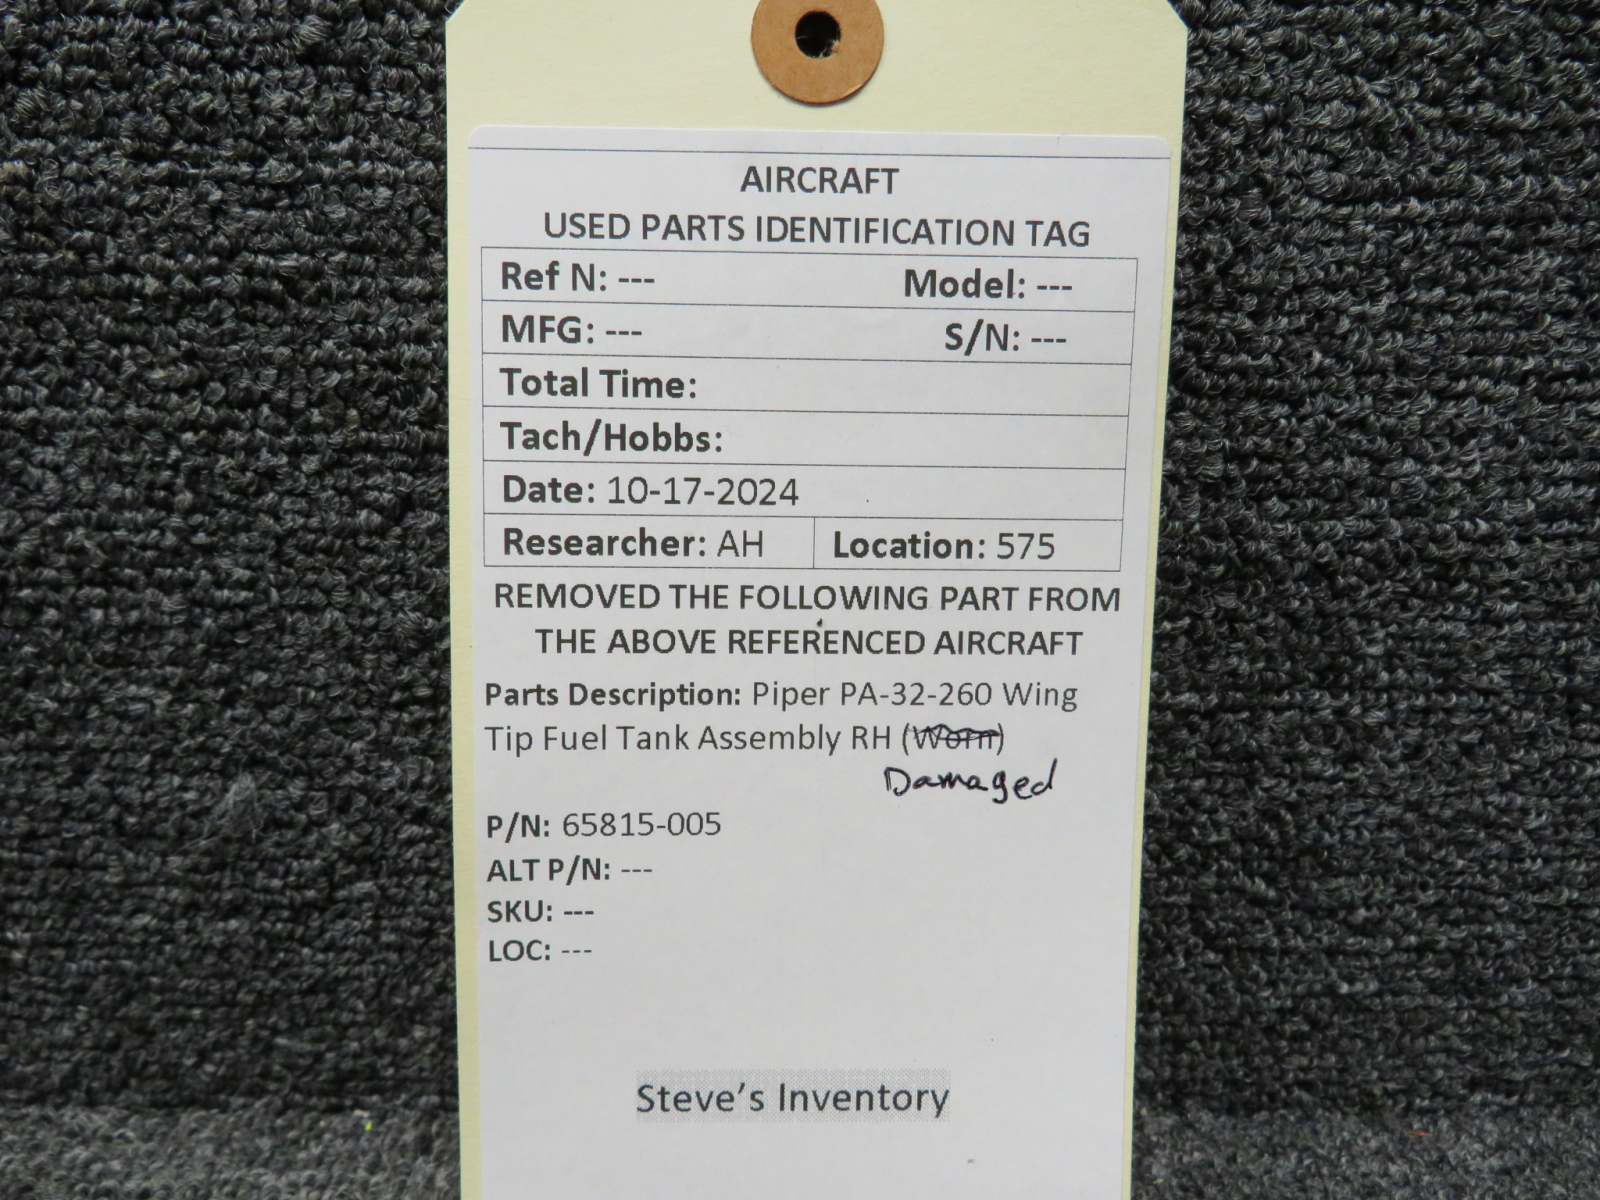 AIRCRAFT
USED PARTS IDENTIFICATION TAG
Ref N: --- Model: ---
MFG: --- S/N: ---
Total Time:
Tach/Hobbs:
Date: 10-17-2024
Researcher: AH Location: 575
REMOVED THE FOLLOWING PART FROM
THE ABOVE REFERENCED AIRCRAFT
Parts Description: Piper PA-32-260 Wing
Tip Fuel Tank Assembly RH (Worn)
Damaged
P/N: 65815-005
ALT P/N: ---
SKU: ---
LOC: ---
Steve's Inventory